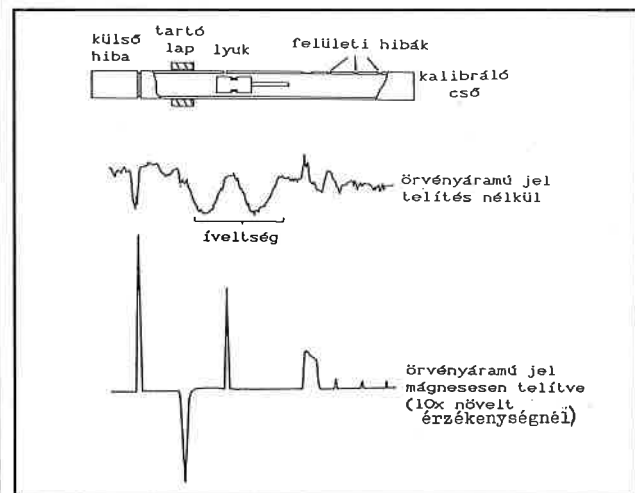 külső
hiba
tartó
lap
lyuk
felületi hibák
kalibráló
cső
örvényáramú jel
telítés nélkül
íveltség
örvényáramú jel
mágnesesen telítve
(10x növelt
érzékenységnél)